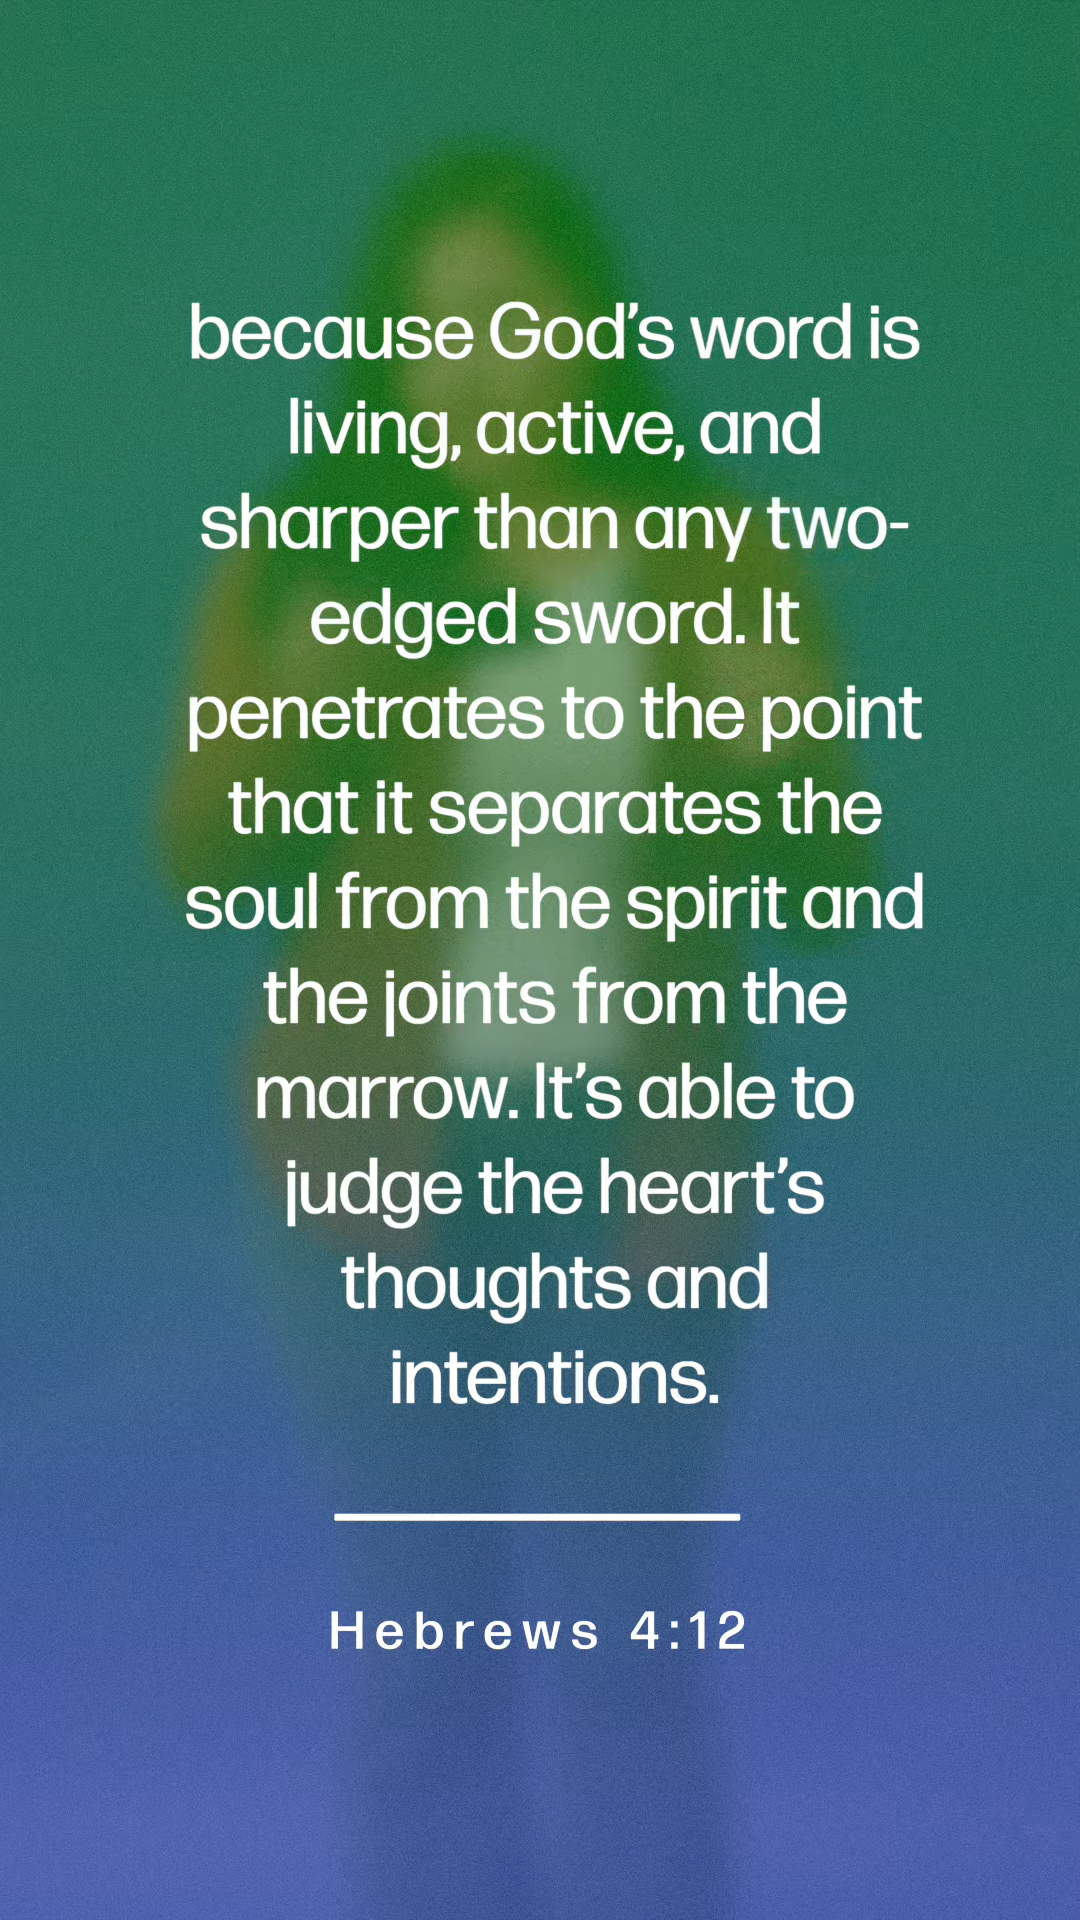 because God’s word is
living, active, and
sharper than any two-
edged sword. It
penetrates to the point
that it separates the
soul from the spirit and
the joints from the
marrow. It’s able to
judge the heart’s
thoughts and
intentions.
Hebrews 4:12